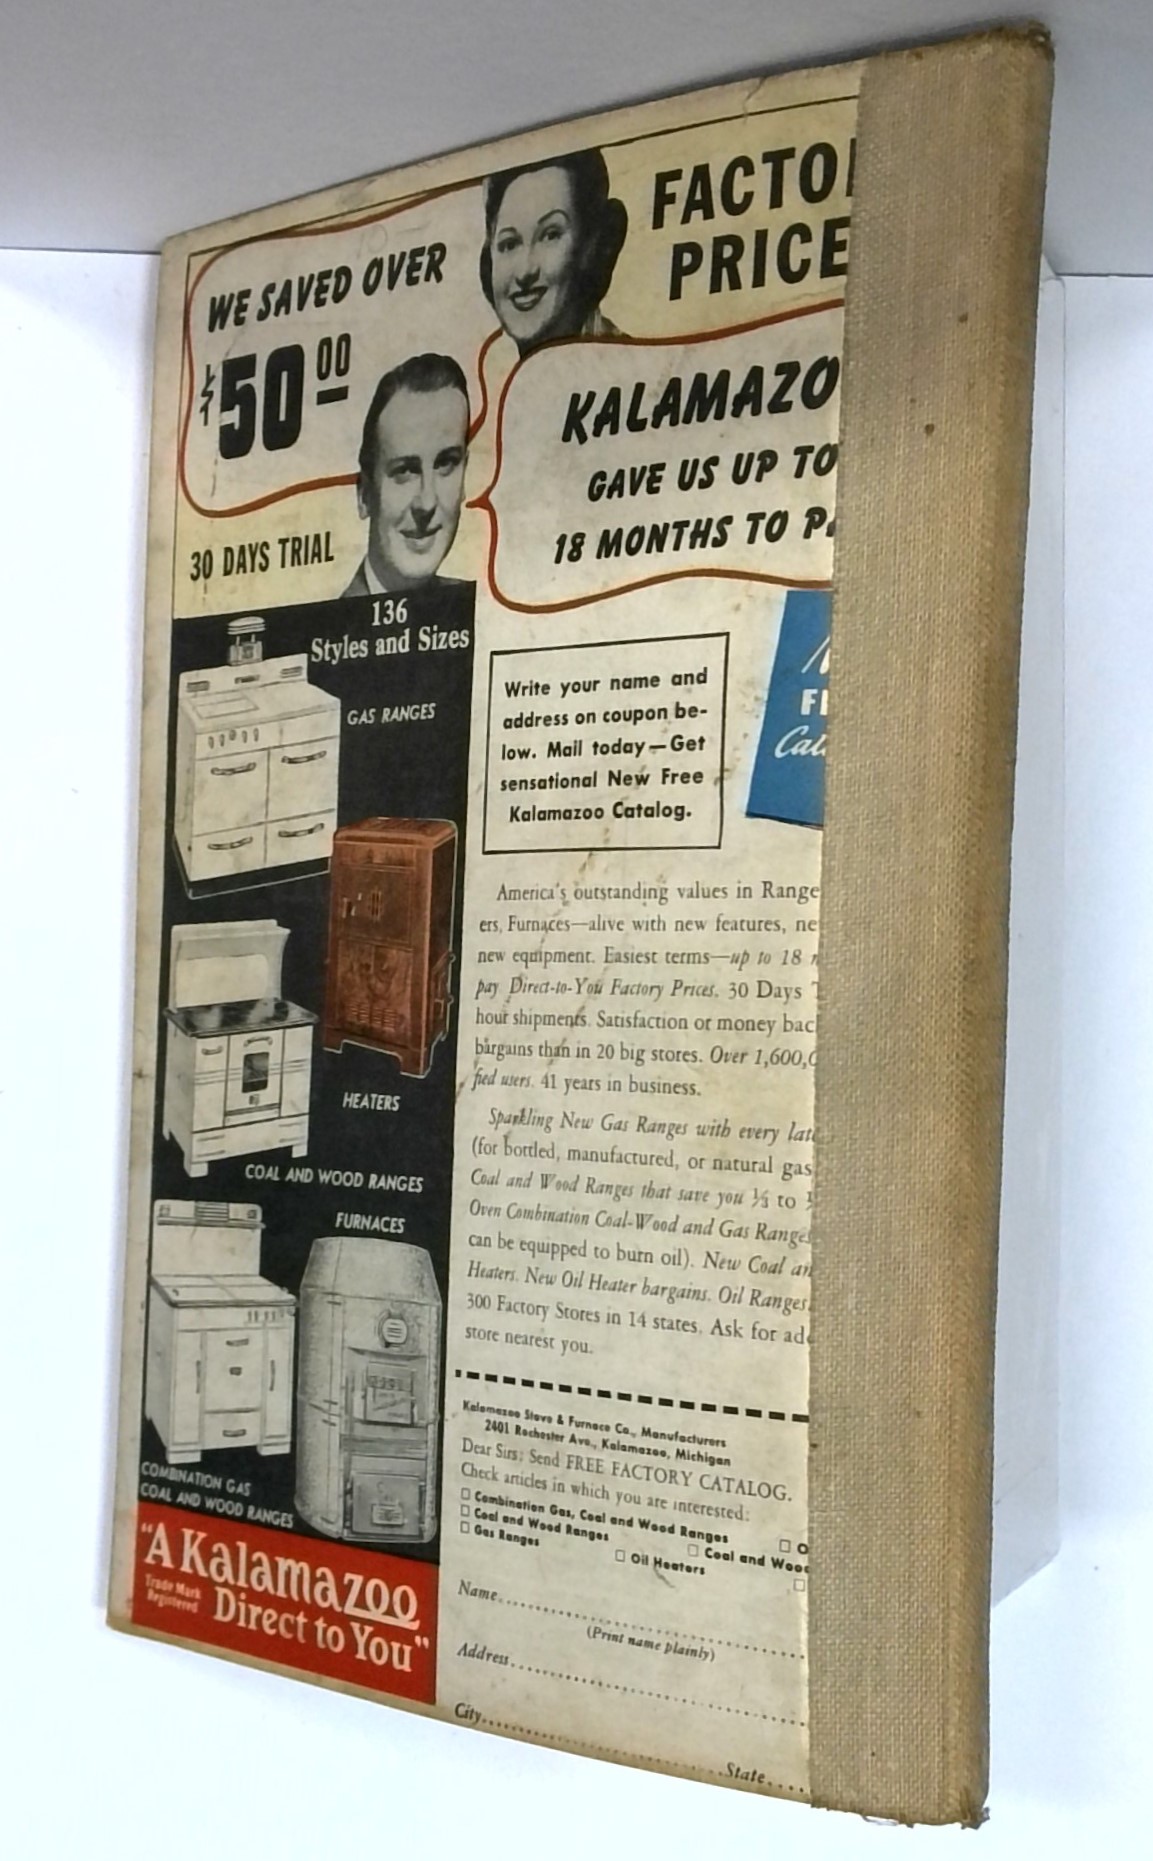 WE SAVED OVER
$50 00
FACTO
PRICE
KALAMAZO
GAVE US UP TO
18 MONTHS TO PA
30 DAYS TRIAL
136
Styles and Sizes
GAS RANGES
HEATERS
COAL AND WOOD RANGES
FURNACES
COMBINATION GAS
COAL AND WOOD RANGES
"A Kalamazoo
Trade Mark
Registered
Direct to You"
Write your name and
address on coupon be-
low. Mail today—Get
sensational New Free
Kalamazoo Catalog.
America's outstanding values in Range
ers, Furnaces—alive with new features, ne
new equipment. Easiest terms—up to 18
pay. Direct-to-You Factory Prices. 30 Days
hour shipments. Satisfaction or money bac
bargains than in 20 big stores. Over 1,600,
fied users. 41 years in business.
Sparkling New Gas Ranges with every lat
(for bottled, manufactured, or natural gas
Coal and Wood Ranges that save you ⅓ to
Oven Combination Coal-Wood and Gas Ranges
can be equipped to burn oil). New Coal an
Heaters. New Oil Heater bargains. Oil Ranges.
300 Factory Stores in 14 states. Ask for ad
store nearest you.
Kalamazoo Stove & Furnace Co., Manufacturers
2401 Rochester Ave., Kalamazoo, Michigan
Dear Sirs: Send FREE FACTORY CATALOG.
Check articles in which you are interested:
☐ Combination Gas, Coal and Wood Ranges ☐ O
☐ Coal and Wood Ranges ☐ Coal and Wood
☐ Gas Ranges ☐ Oil Heaters ☐
Name
(Print name plainly)
Address
City
State